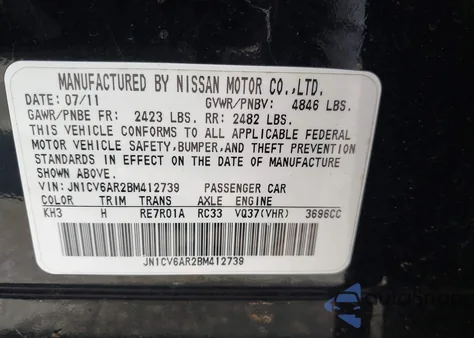 MANUFACTURED BY NISSAN MOTOR CO.,LTD.
DATE: 07/11 GVWR/PNBV: 4846 LBS.
GAWR/PNBE FR: 2423 LBS. RR: 2482 LBS.
THIS VEHICLE CONFORMS TO ALL APPLICABLE FEDERAL
MOTOR VEHICLE SAFETY, BUMPER, AND THEFT PREVENTION
STANDARDS IN EFFECT ON THE DATE OF MANUFACTURE
SHOWN ABOVE.
VIN: JN1CV6AR2BM412739 PASSENGER CAR
COLOR TRIM TRANS AXLE ENGINE
KH3 H RE7R01A RC33 VQ37(VHR) 3696CC
JN1CV6AR2BM412739
AutoSnap